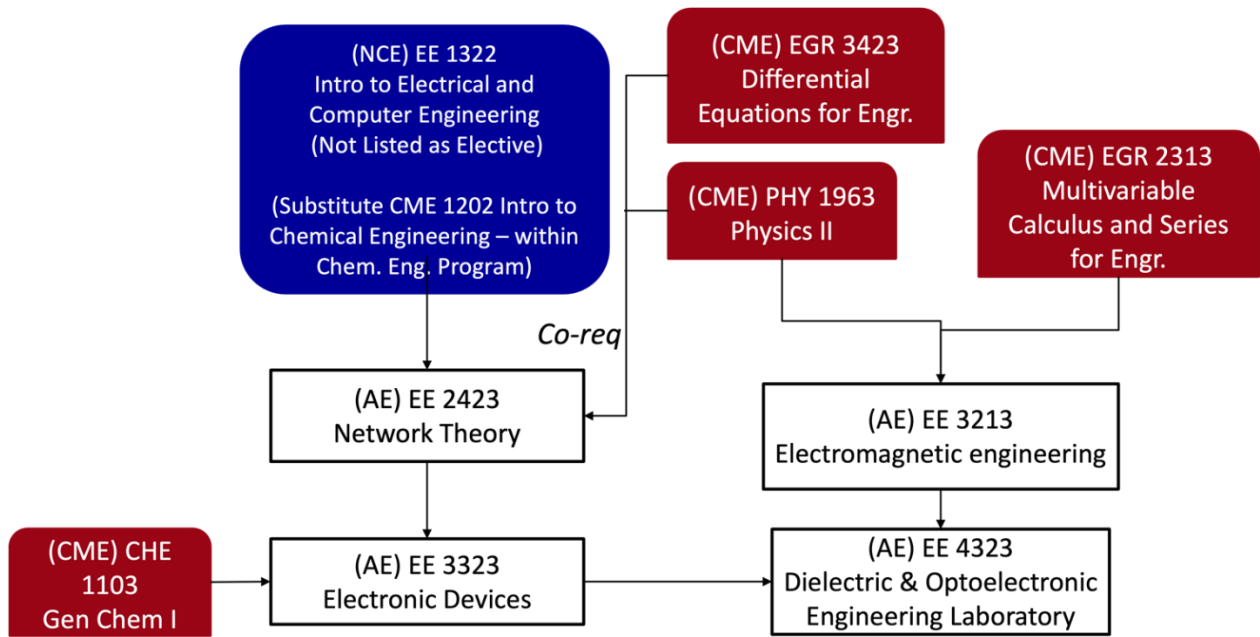 (NCE) EE 1322
Intro to Electrical and
Computer Engineering
(Not Listed as Elective)
(Substitute CME 1202 Intro to
Chemical Engineering – within
Chem. Eng. Program)
(CME) EGR 3423
Differential
Equations for Engr.
(CME) PHY 1963
Physics II
(CME) EGR 2313
Multivariable
Calculus and Series
for Engr.
Co-req
(AE) EE 2423
Network Theory
(AE) EE 3213
Electromagnetic engineering
(CME) CHE
1103
Gen Chem I
(AE) EE 3323
Electronic Devices
(AE) EE 4323
Dielectric & Optoelectronic
Engineering Laboratory